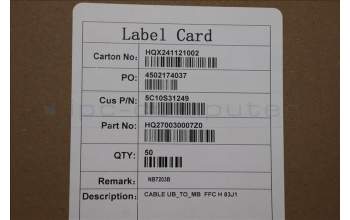 Label Card
Carton No: HQX241121002
PO: 4502174037
Cus P/N: 5C10S31249
Part No: HQ270030007Z0
QTY: 50
Remark: NB7203B
Description: CABLE UB_TO_MB FFC H 83J1